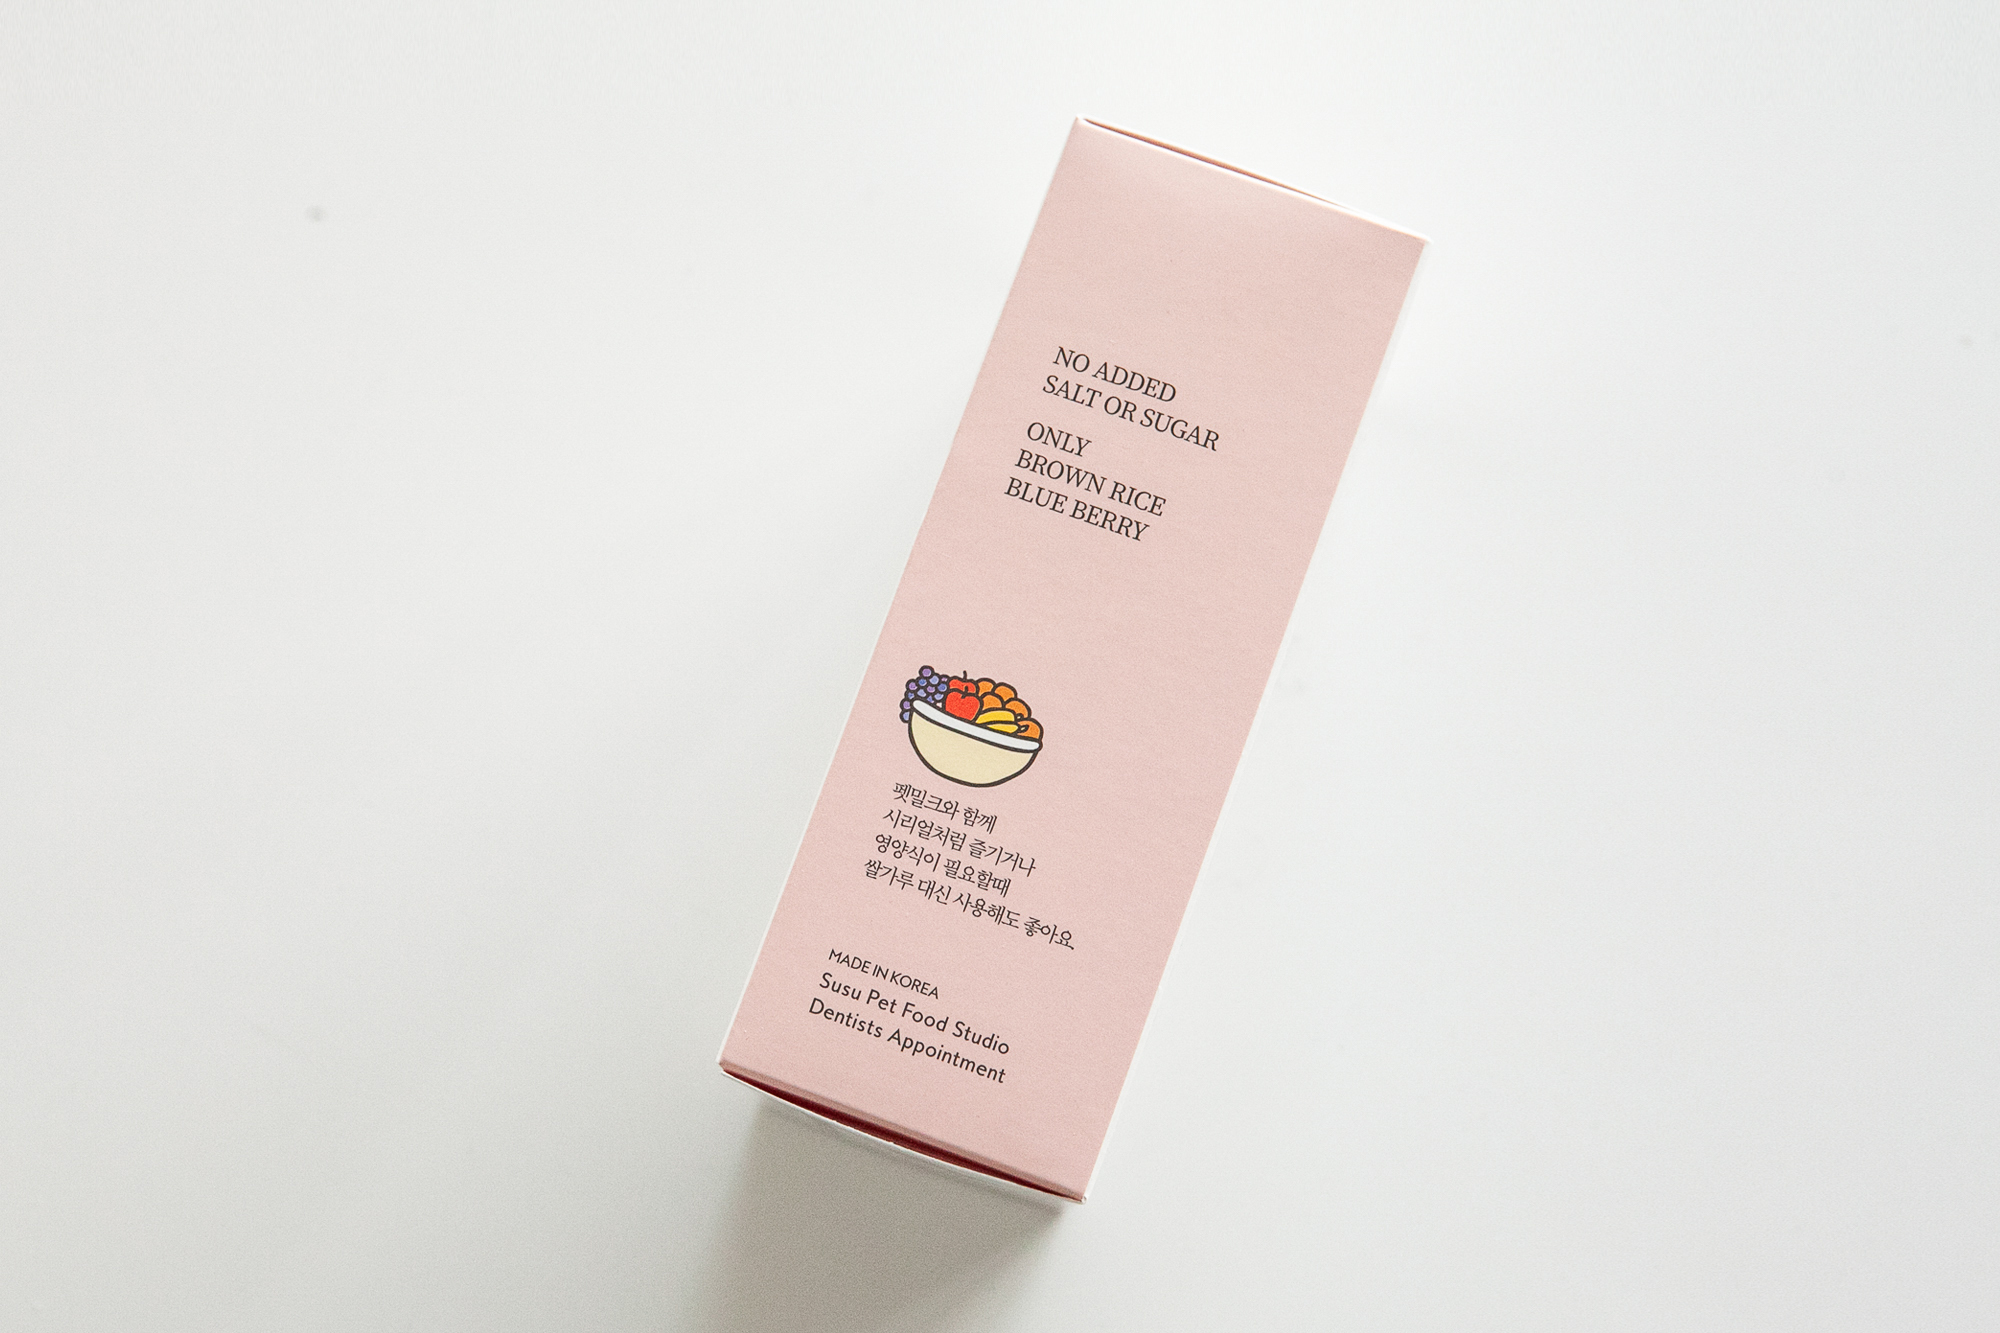 NO ADDED
SALT OR SUGAR
ONLY
BROWN RICE
BLUE BERRY
펫밀크와 함께
시리얼처럼 즐기거나
영양식이 필요할때
쌀가루 대신 사용해도 좋아요.
MADE IN KOREA
Susu Pet Food Studio
Dentists Appointment